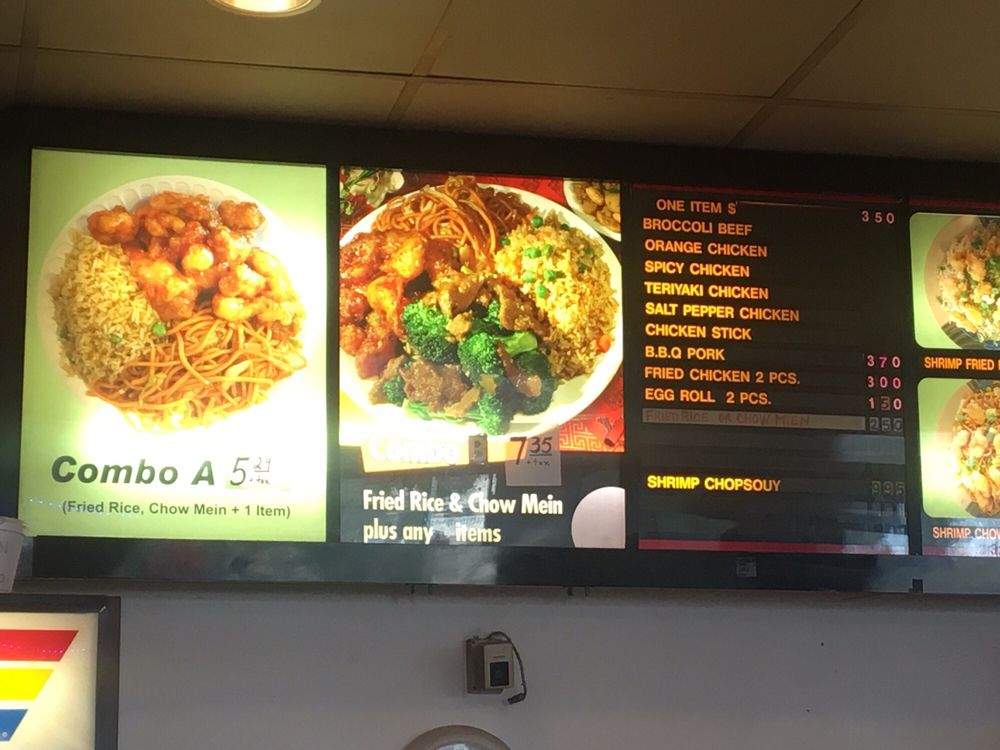 Combo A 5.29
+tax
(Fried Rice, Chow Mein + 1 Item)
Combo B 7.35
+tax
Fried Rice & Chow Mein
plus any items
ONE ITEM $ 350
BROCCOLI BEEF
ORANGE CHICKEN
SPICY CHICKEN
TERIYAKI CHICKEN
SALT PEPPER CHICKEN
CHICKEN STICK
B.B.Q PORK 370
FRIED CHICKEN 2 PCS. 300
EGG ROLL 2 PCS. 150
FRIED RICE OR CHOW MIEN 250
SHRIMP CHOPSOUY 995
SHRIMP FRIED
SHRIMP CHOW